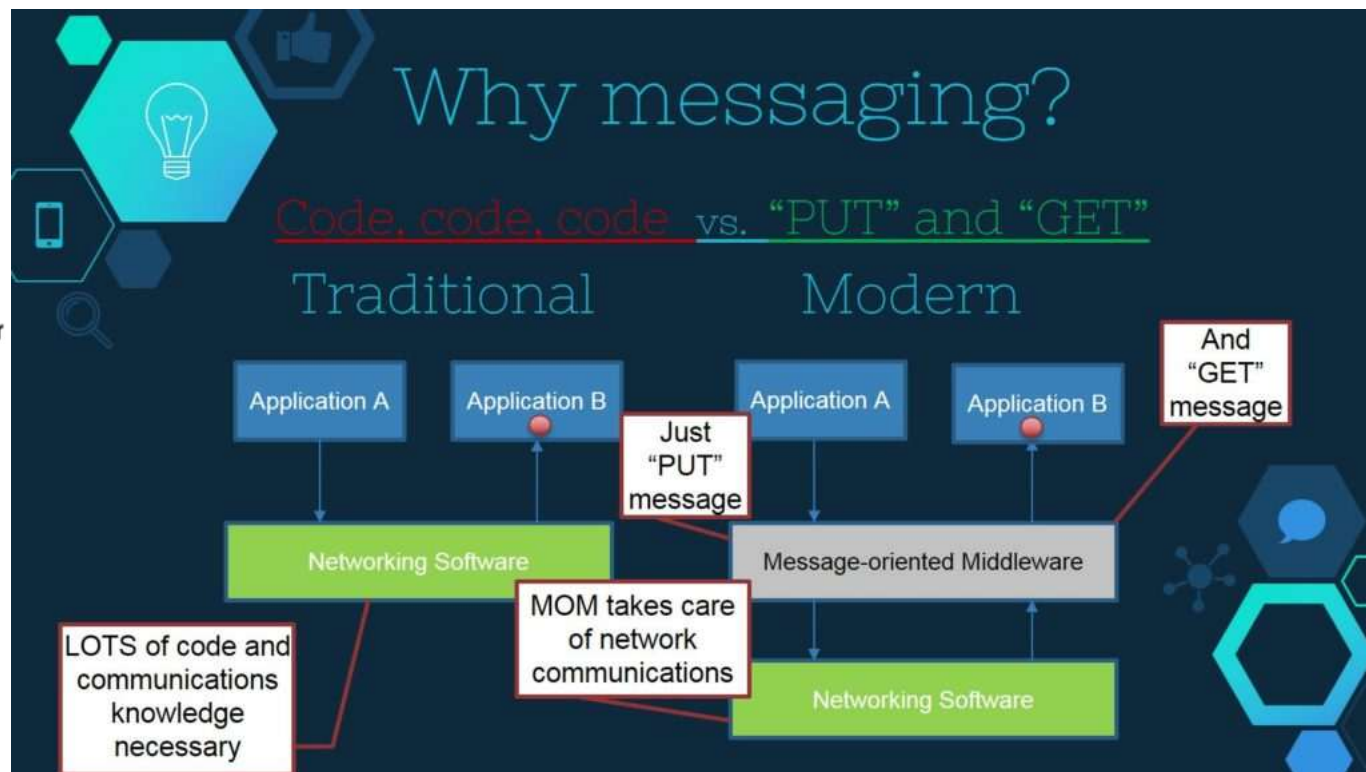 Why messaging?
Code, code, code vs. “PUT” and “GET”
Traditional
Modern
Application A
Application B
Networking Software
LOTS of code and
communications
knowledge
necessary
Application A
Application B
Just
“PUT”
message
And
“GET”
message
Message-oriented Middleware
MOM takes care
of network
communications
Networking Software